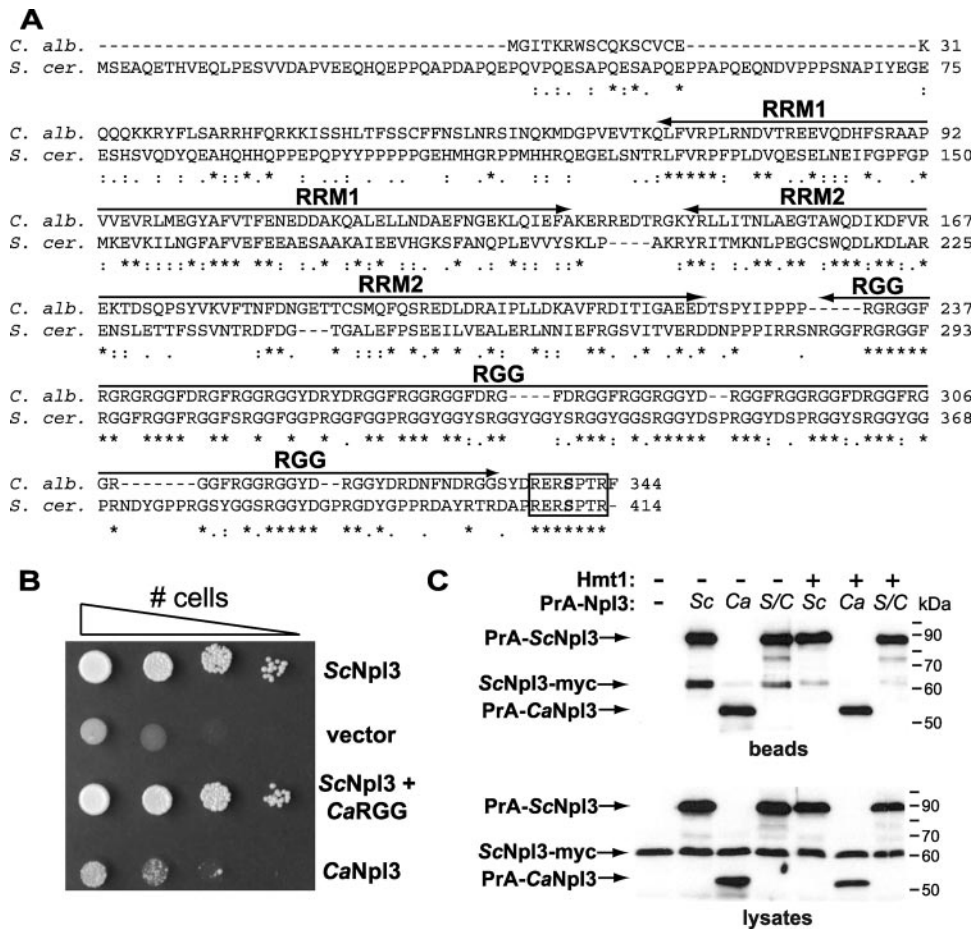 A
C. alb. ------------------------------------MGITKRWSCQKSCVCE---------------------K 31
S. cer. MSEAQETHVEQLPESVVDAPVEEQHQEPPQAPDAPQEPQVPQESAPQESAPQEPPAPQEQNDVPPPSNAPIYEGE 75
RRM1
C. alb. QQQKKRYFLSARRHFQRKKISSHLTFSSCFFNSLNRSINQKMDGPVEVTKQLFVRPLRNDVTREEVQDHFSRAAP 92
S. cer. ESHSVQDYQEAHQHHQPPEPQPYYPPPPPGEHMHGRPPMHHRQEGELSNTRLFVRPFPLDVQESELNEIFGPFGP 150
RRM1 RRM2
C. alb. VVEVRLMEGYAFVTFENEDDAKQALELLNDAEFNGEKLQIEFAKERREDTRGKYRLLITNLAEGTAWQDIKDFVR 167
S. cer. MKEVKILNGFAFVEFEEAESAAKAIEEVHGKSFANQPLEVVYSKLP----AKRYRITMKNLPEGCSWQDLKDLAR 225
RRM2 RGG
C. alb. EKTDSQPSYVKVFTNFDNGETTCSMQFQSREDLDRAIPLLDKAVFRDITIGAEEDTSPYIPPPP-----RGRGGF 237
S. cer. ENSLETTFSSVNTRDFDG---TGALEFPSEEILVEALERLNNIEFRGSVITVERDDNPPPIRRSNRGGFRGRGGF 293
RGG
C. alb. RGRGRGGFDRGFRGGRGGYDRYDRGGFRGGRGGFDRG----FDRGGFRGGRGGYD--RGGFRGGRGGFDRGGFRG 306
S. cer. RGGFRGGFRGGFSRGGFGGPRGGFGGPRGGYGGYSRGGYGGYSRGGYGGSRGGYDSPRGGYDSPRGGYSRGGYGG 368
RGG
C. alb. GR-------GGFRGGRGGYD--RGGYDRDNFNDRGGSYDRERSPTRF 344
S. cer. PRNDYGPPRGSYGGSRGGYDGPRGDYGPPRDAYRTRDAPRERSPTR- 414
B
# cells
ScNpl3
vector
ScNpl3 +
CaRGG
CaNpl3
C
Hmt1: - - - - + + +
PrA-Npl3: - Sc Ca S/C Sc Ca S/C kDa
PrA-ScNpl3 90
70
ScNpl3-myc 60
PrA-CaNpl3 50
beads
PrA-ScNpl3 90
70
ScNpl3-myc 60
PrA-CaNpl3 50
lysates